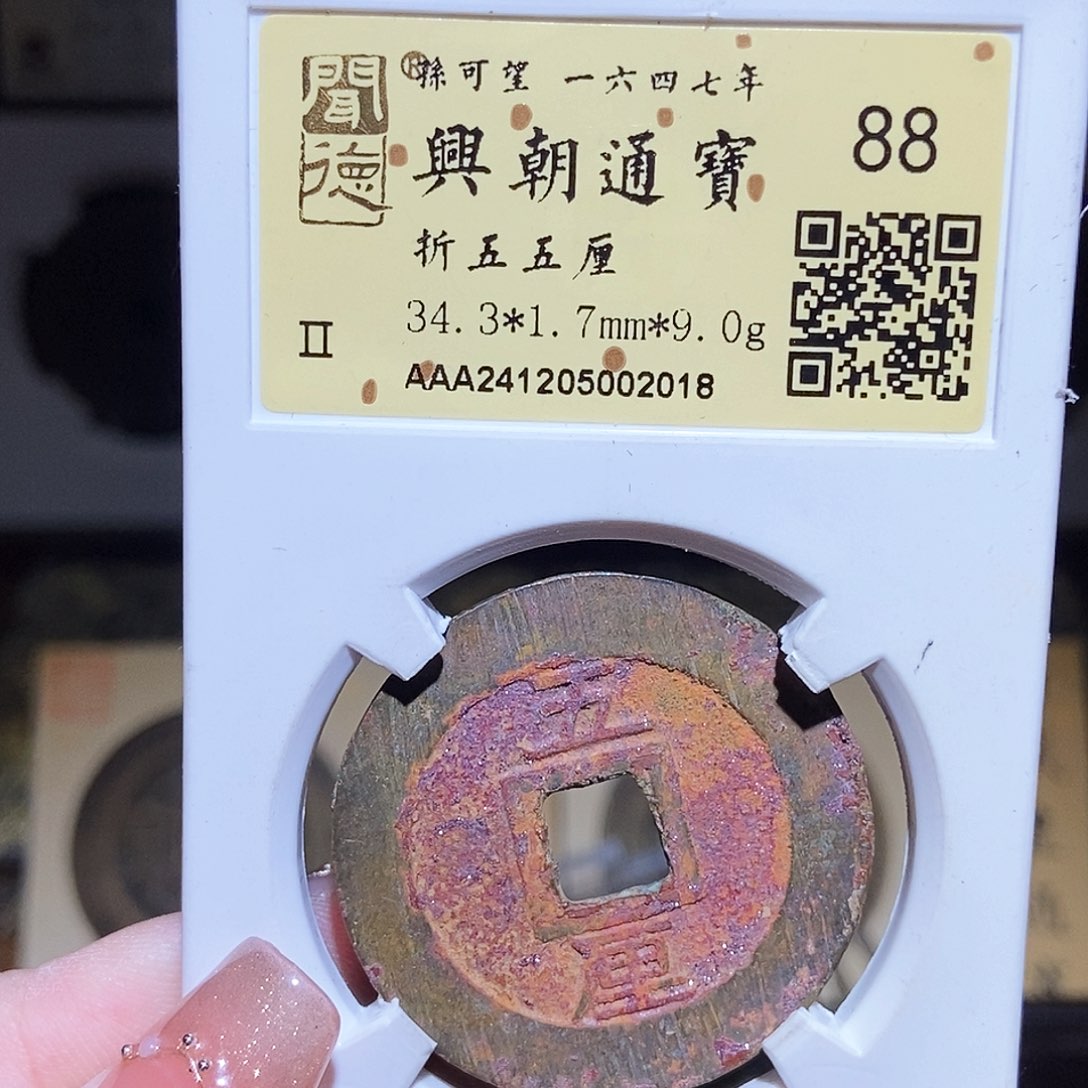 聞德
®孫可望 一六四七年
興朝通寶
88
折五五厘
34.3*1.7mm*9.0g
II
AAA241205002018
五
厘